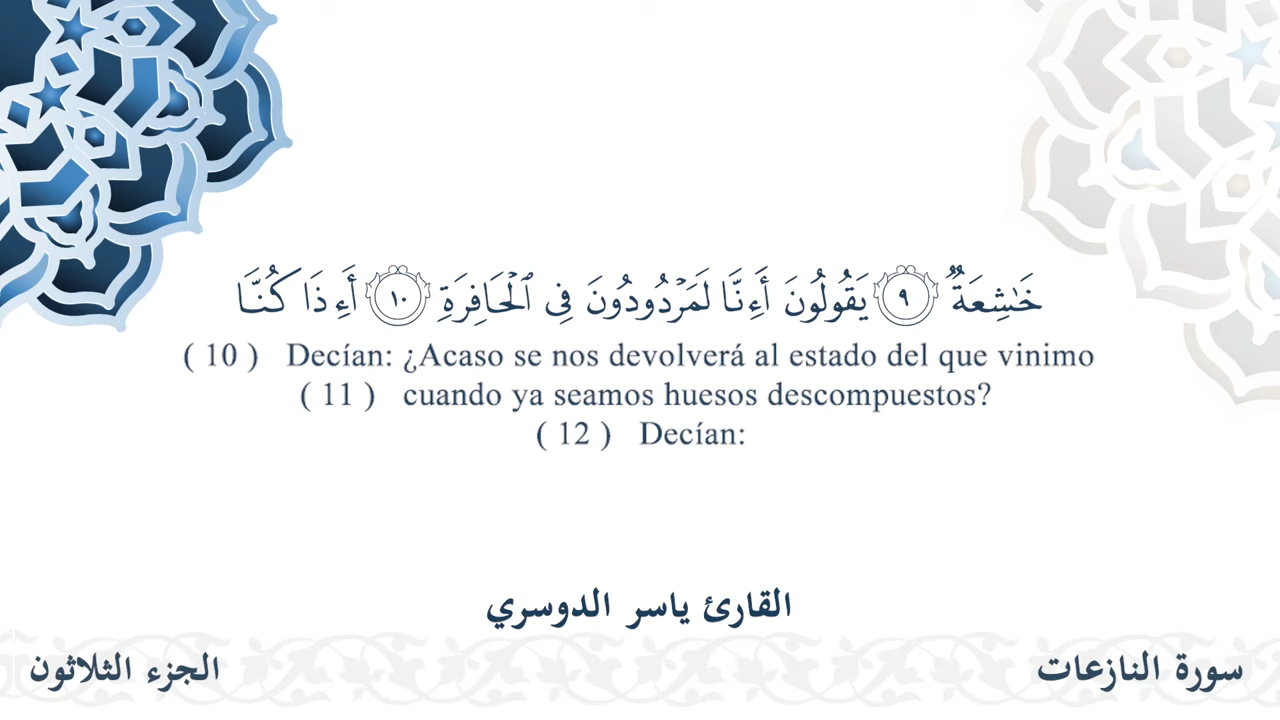 خَٰشِعَةٌ ٩ يَقُولُونَ أَءِنَّا لَمَرْدُودُونَ فِى ٱلْحَافِرَةِ ١٠ أَءِذَا كُنَّا
( 10 ) Decían: ¿Acaso se nos devolverá al estado del que vinimo
( 11 ) cuando ya seamos huesos descompuestos?
( 12 ) Decían:
القارئ ياسر الدوسري
سورة النازعات
الجزء الثلاثون